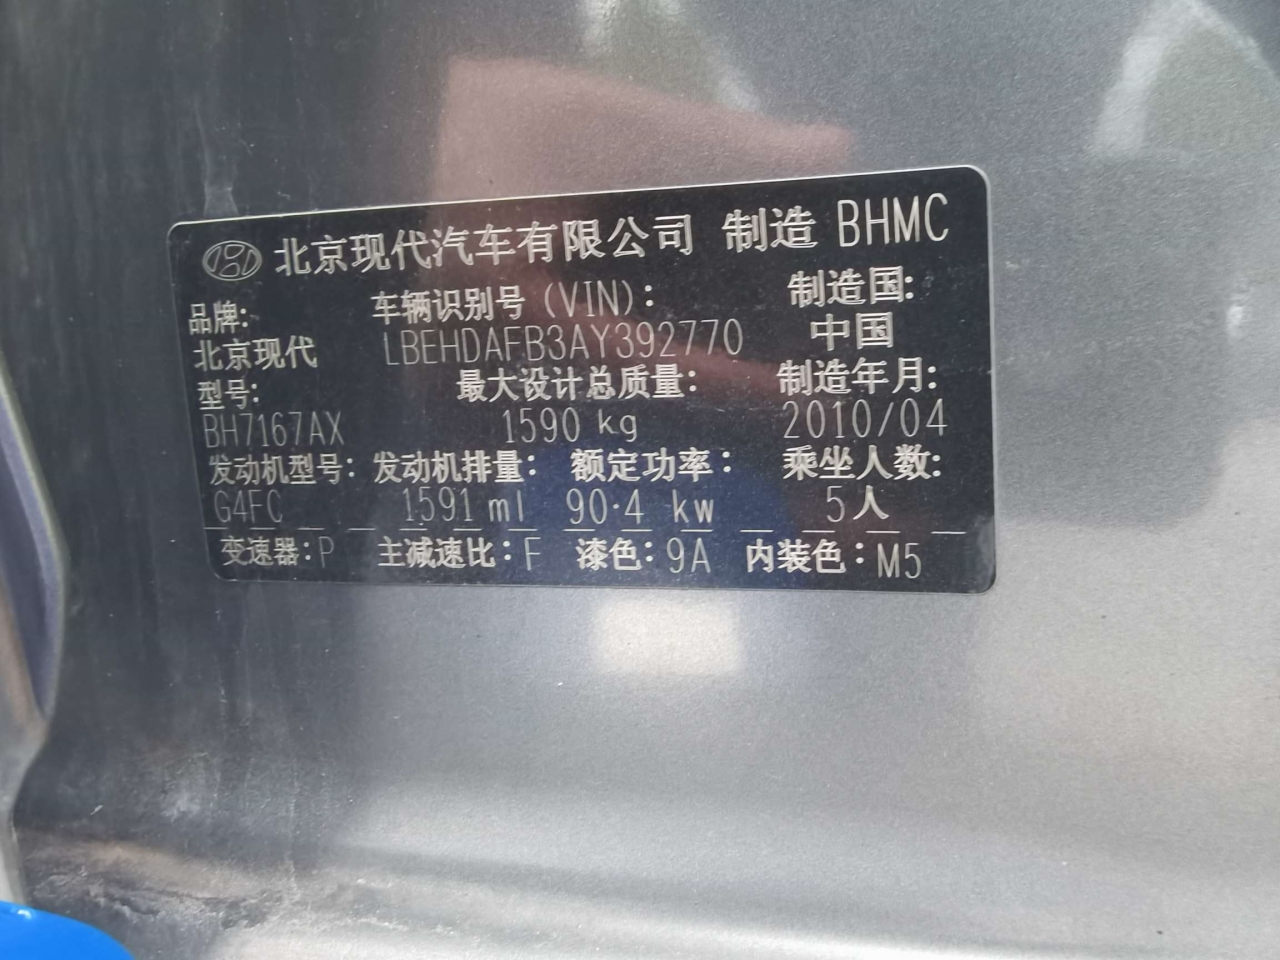 北京现代汽车有限公司 制造 BHMC
品牌: 车辆识别号 (VIN): 制造国:
北京现代 LBEHDAFB3AY392770 中国
型号: 最大设计总质量: 制造年月:
BH7167AX 1590 kg 2010/04
发动机型号: 发动机排量: 额定功率: 乘坐人数:
G4FC 1591 ml 90·4 kw 5人
变速器:P 主减速比:F 漆色:9A 内装色:M5